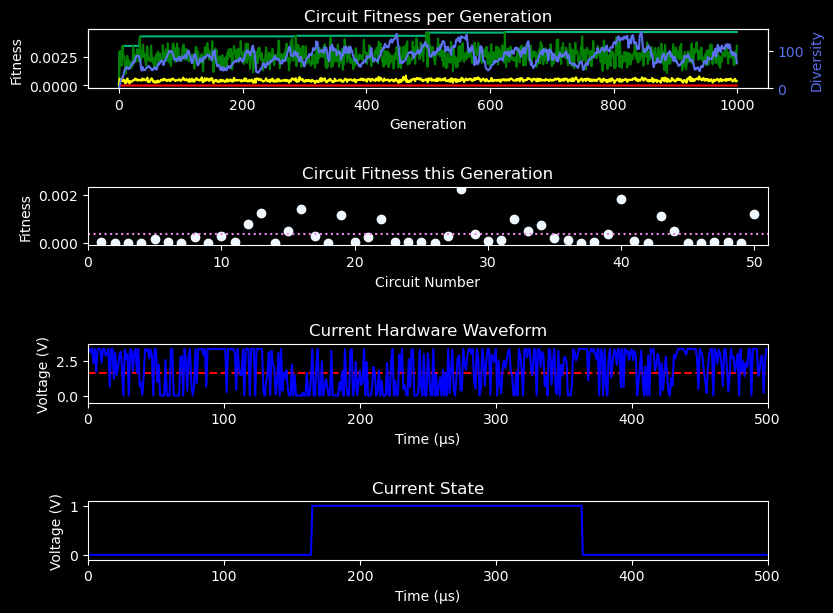 Circuit Fitness per Generation
Fitness
0.0025
0.0000
100
0
Diversity
0 200 400 600 800 1000
Generation
Circuit Fitness this Generation
Fitness
0.002
0.000
0 10 20 30 40 50
Circuit Number
Current Hardware Waveform
Voltage (V)
2.5
0.0
0 100 200 300 400 500
Time (µs)
Current State
Voltage (V)
1
0
0 100 200 300 400 500
Time (µs)